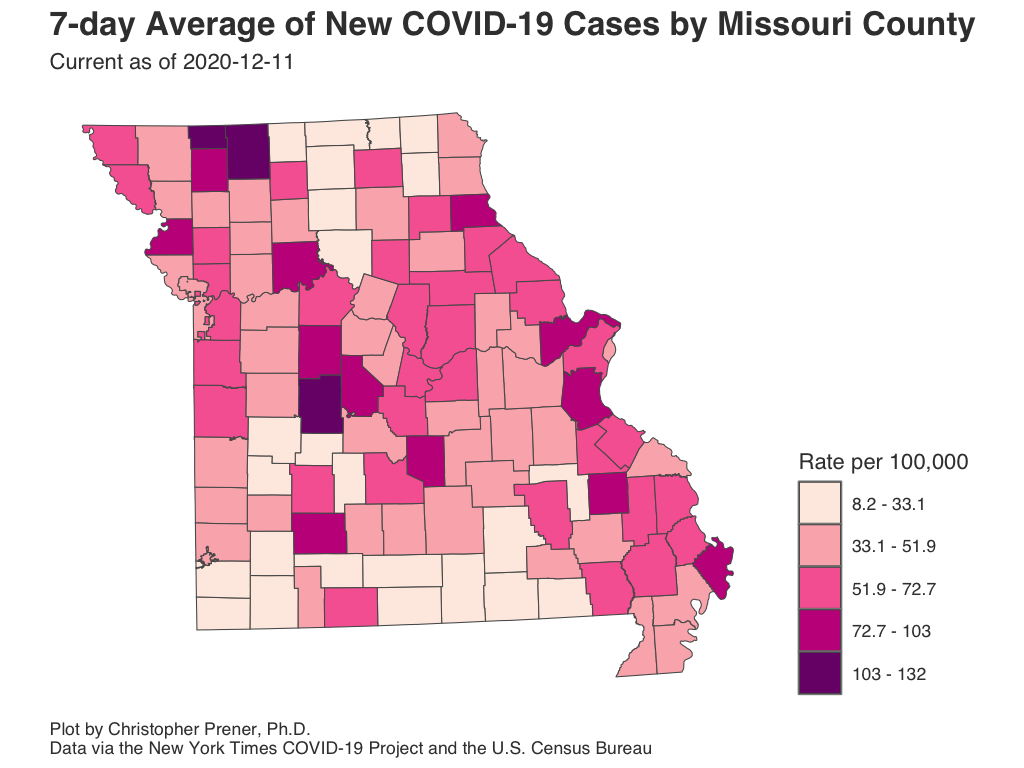 7-day Average of New COVID-19 Cases by Missouri County
Current as of 2020-12-11
Rate per 100,000
8.2 - 33.1
33.1 - 51.9
51.9 - 72.7
72.7 - 103
103 - 132
Plot by Christopher Prener, Ph.D.
Data via the New York Times COVID-19 Project and the U.S. Census Bureau